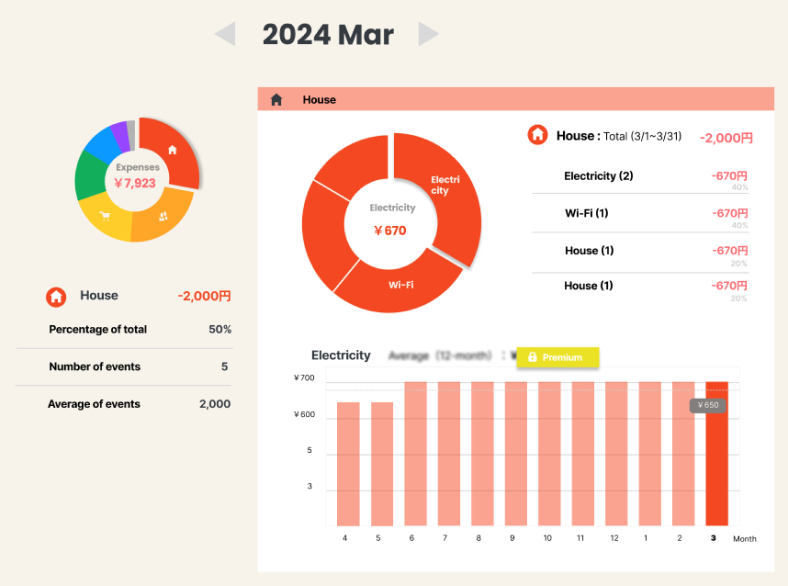 2024 Mar
Expenses
¥7,923
House
-2,000円
Percentage of total
50%
Number of events
5
Average of events
2,000
House
Electri
city
Electricity
¥670
Wi-Fi
House : Total (3/1~3/31)
-2,000円
Electricity (2)
-670円
40%
Wi-Fi (1)
-670円
40%
House (1)
-670円
20%
House (1)
-670円
20%
Electricity
Average (12-month) : ¥
Premium
¥700
¥600
5
3
¥650
4 5 6 7 8 9 10 11 12 1 2 3 Month